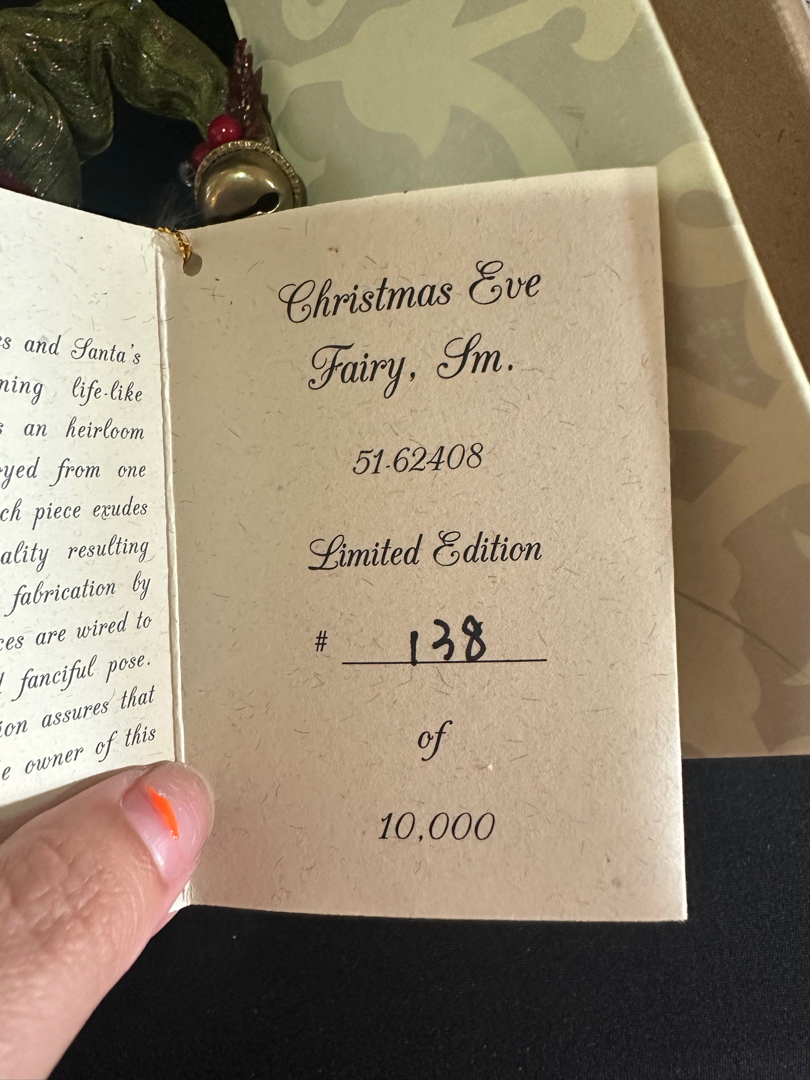 es and Santa's
ning life-like
s an heirloom
yed from one
ch piece exudes
ality resulting
fabrication by
ces are wired to
fanciful pose.
ion assures that
e owner of this
Christmas Eve
Fairy, Sm.
51-62408
Limited Edition
# 138
of
10,000